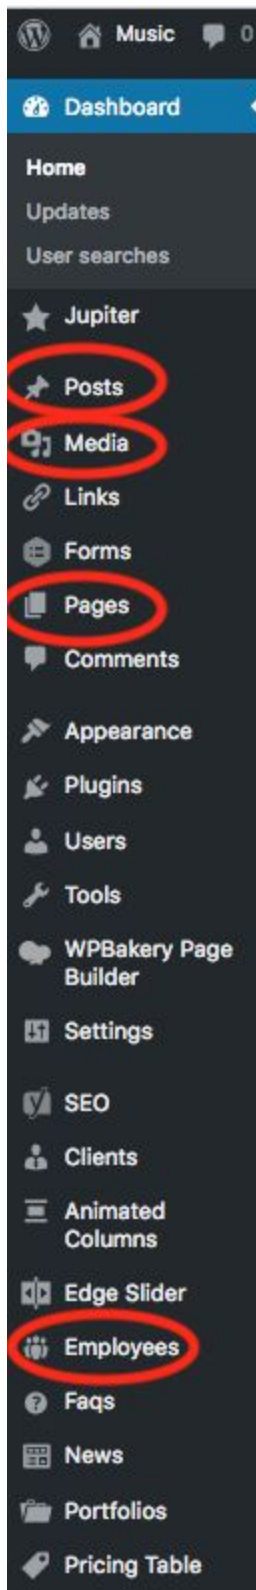 Music 0
Dashboard
Home
Updates
User searches
Jupiter
Posts
Media
Links
Forms
Pages
Comments
Appearance
Plugins
Users
Tools
WPBakery Page
Builder
Settings
SEO
Clients
Animated
Columns
Edge Slider
Employees
Faqs
News
Portfolios
Pricing Table